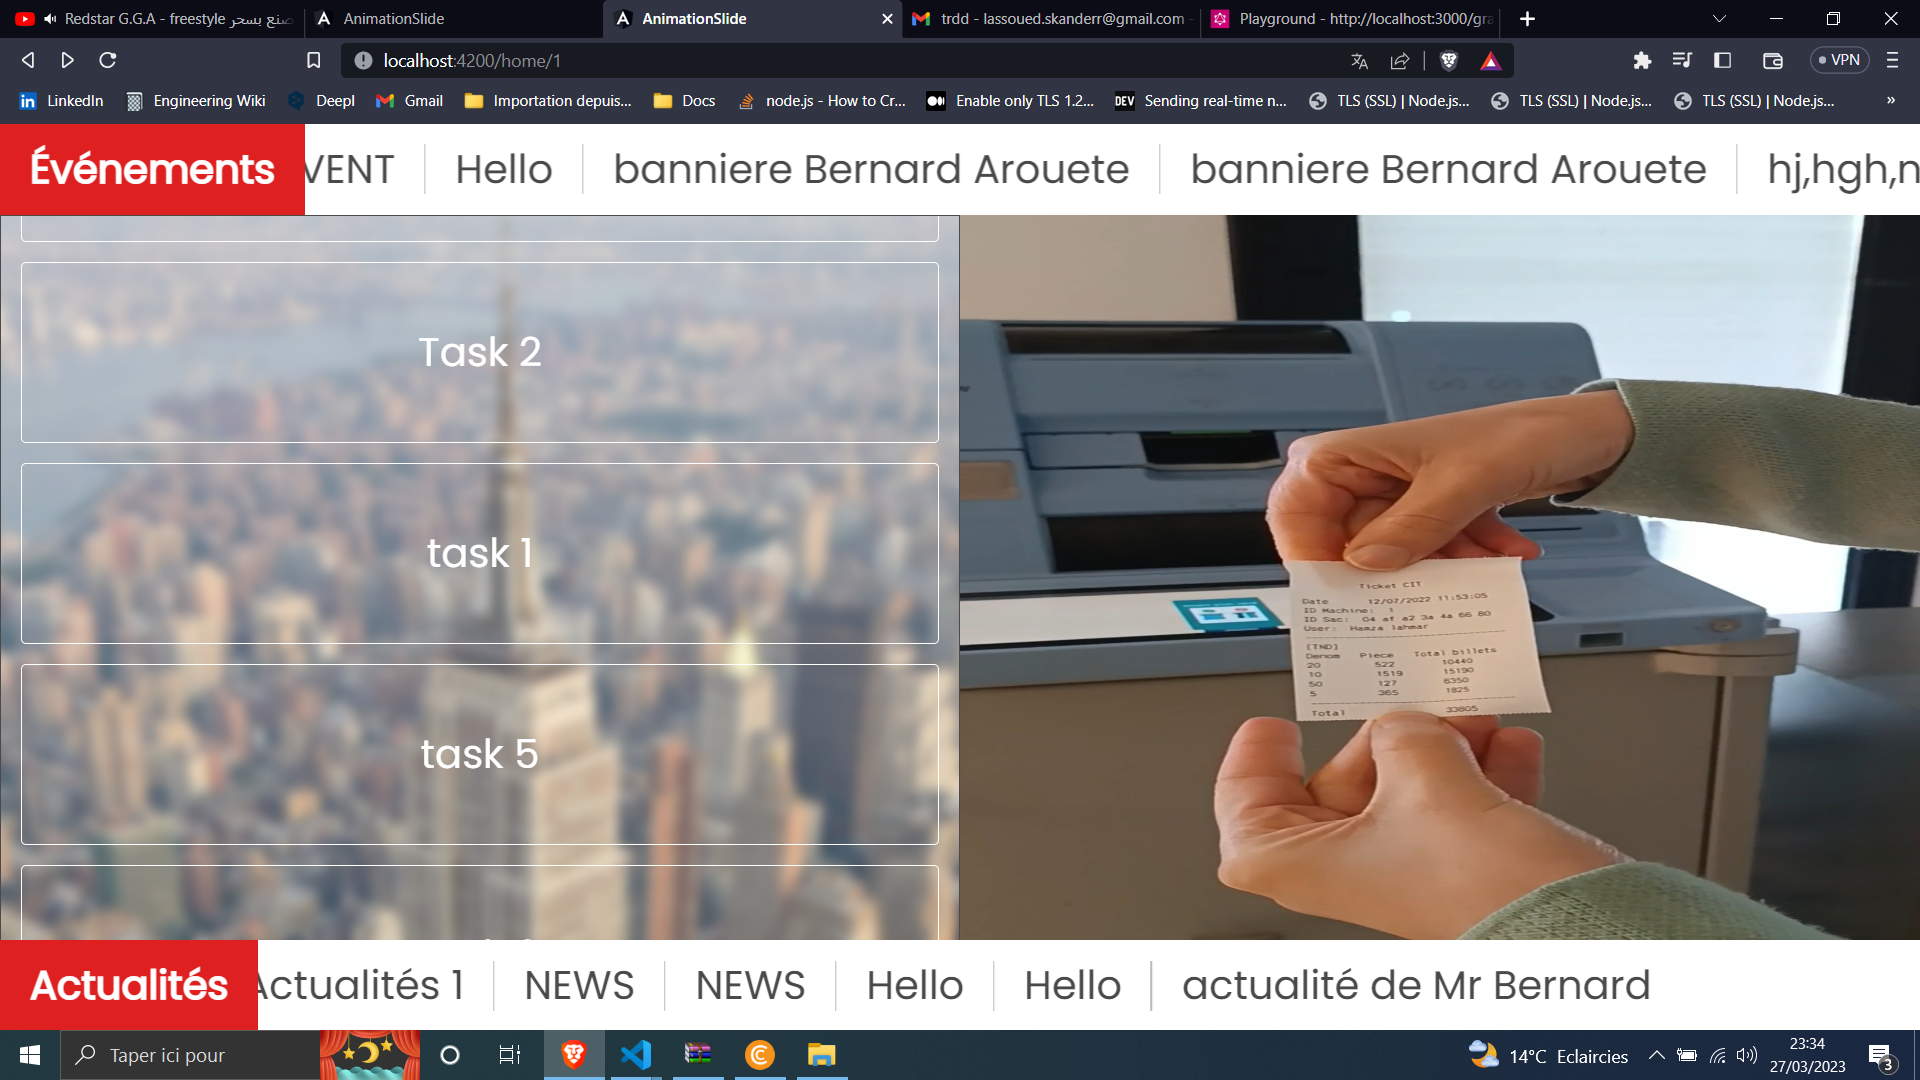 Redstar G.G.A - freestyle صنع بسحر
AnimationSlide
AnimationSlide
trdd - lassoued.skanderr@gmail.com -
Playground - http://localhost:3000/gra
localhost:4200/home/1
VPN
LinkedIn
Engineering Wiki
Deepl
Gmail
Importation depuis...
Docs
node.js - How to Cr...
Enable only TLS 1.2...
DEV
Sending real-time n...
TLS (SSL) | Node.js...
TLS (SSL) | Node.js...
TLS (SSL) | Node.js...
»
Événements
VENT
Hello
banniere Bernard Arouete
banniere Bernard Arouete
hj,hgh,n
Task 2
task 1
task 5
Ticket CIT
Date 12/07/2022 11:53:05
ID Machine: 1
ID Sac: 04 af a2 3a 4a 66 80
User: Hamza lahmar
[TND]
Denom Piece Total billets
20 522 10440
10 1519 15190
50 127 6350
5 365 1825
Total 33805
Actualités
Actualités 1
NEWS
NEWS
Hello
Hello
actualité de Mr Bernard
Taper ici pour
14°C Eclaircies
23:34
27/03/2023
3